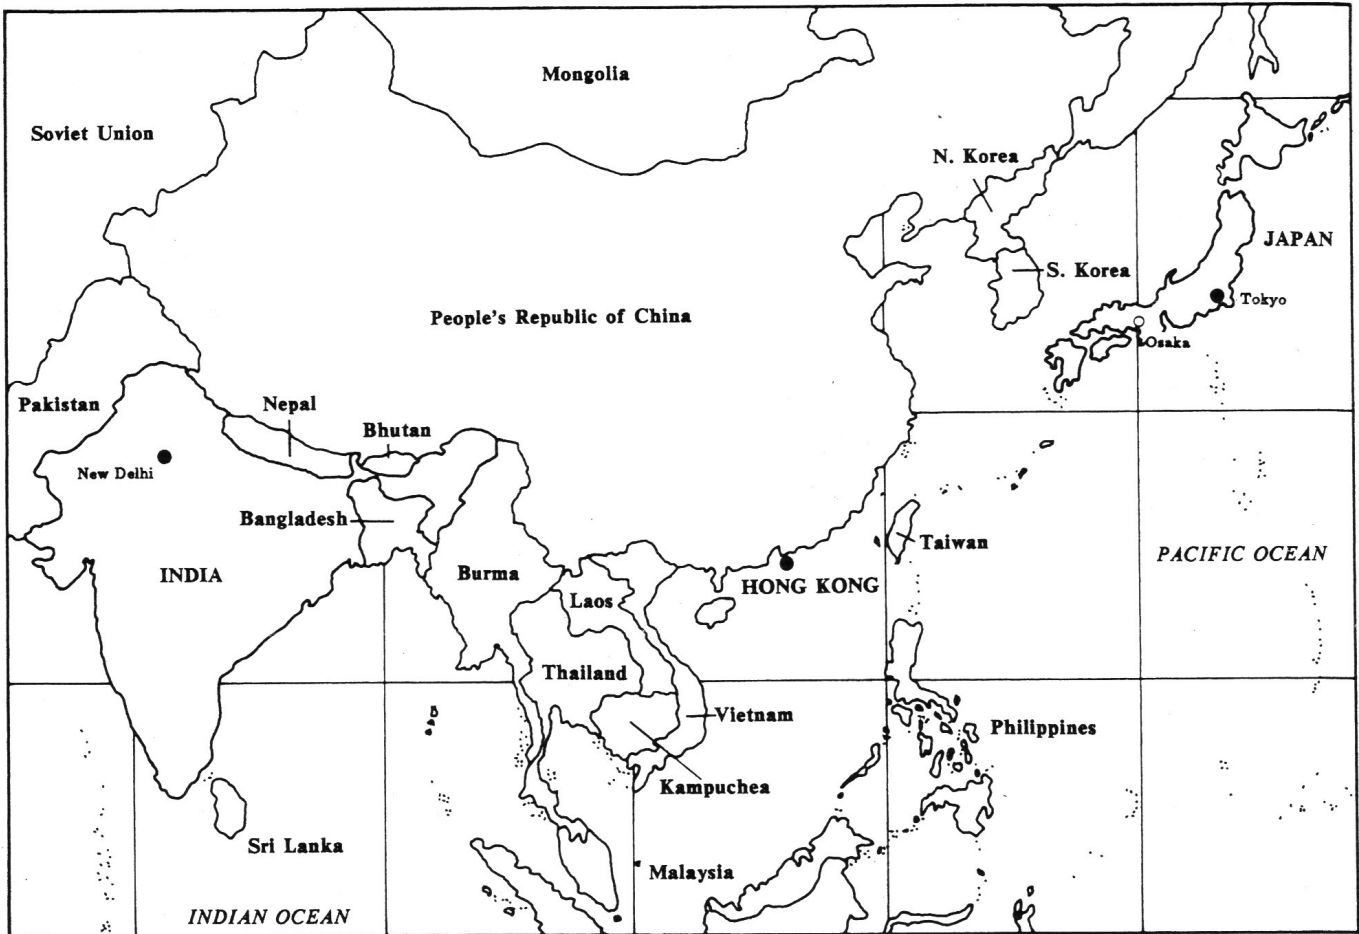 Mongolia
Soviet Union
N. Korea
JAPAN
S. Korea
Tokyo
People's Republic of China
Osaka
Pakistan
Nepal
Bhutan
New Delhi
Bangladesh
Taiwan
PACIFIC OCEAN
INDIA
Burma
HONG KONG
Laos
Thailand
Vietnam
Philippines
Kampuchea
Sri Lanka
Malaysia
INDIAN OCEAN